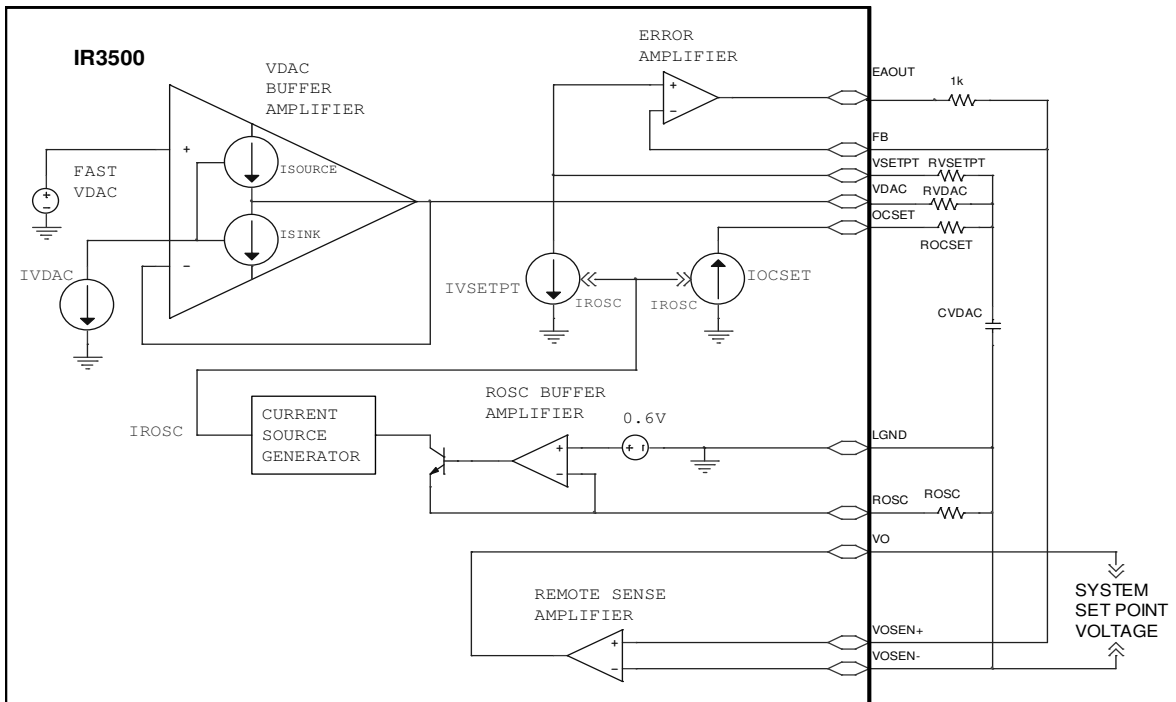 IR3500
VDAC
BUFFER
AMPLIFIER
ERROR
AMPLIFIER
EAOUT
1k
+
-
+
FB
ISOURCE
VSETPT
RVSETPT
FAST
VDAC
+
-
VDAC
RVDAC
OCSET
ROCSET
ISINK
-
IVDAC
IVSETPT
IROSC
IROSC
IOCSET
CVDAC
ROSC BUFFER
AMPLIFIER
0.6V
IROSC
CURRENT
SOURCE
GENERATOR
+
-
+ -
LGND
ROSC
ROSC
VO
REMOTE SENSE
AMPLIFIER
SYSTEM
SET POINT
VOLTAGE
+
-
VOSEN+
VOSEN-